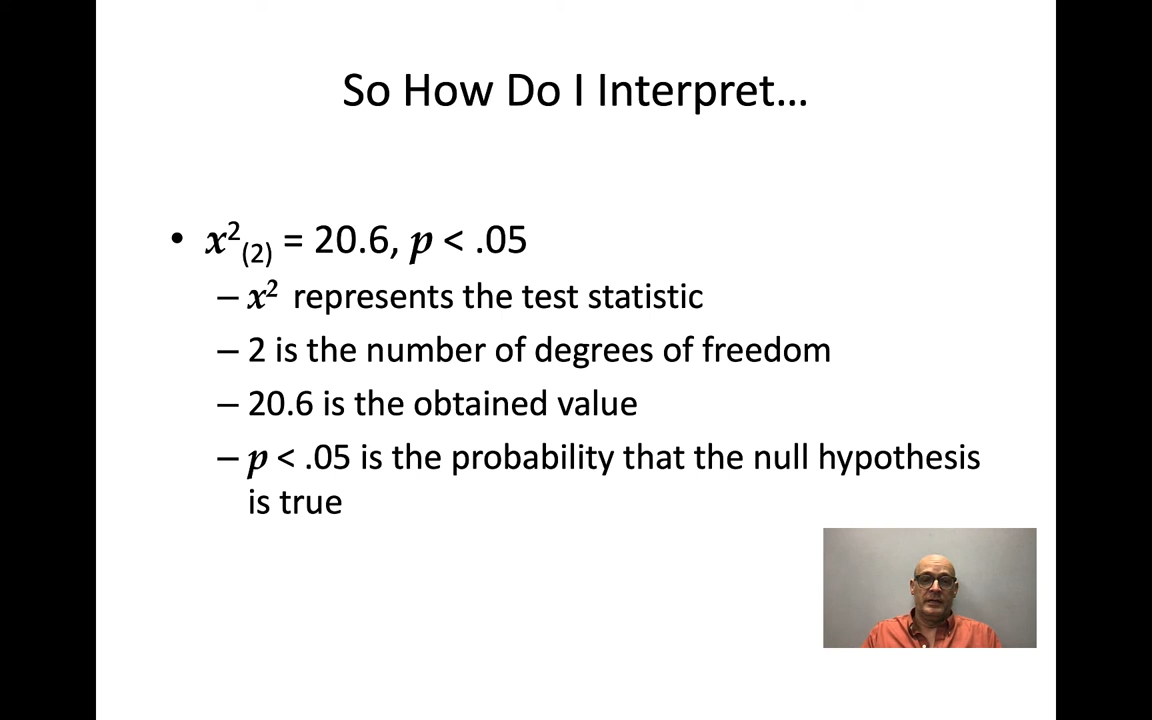 So How Do I Interpret…
• x²₍₂₎ = 20.6, p < .05
– x² represents the test statistic
– 2 is the number of degrees of freedom
– 20.6 is the obtained value
– p < .05 is the probability that the null hypothesis
is true